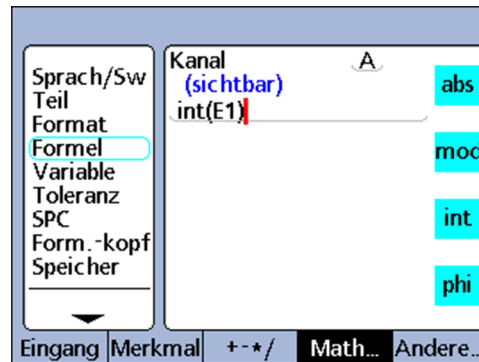 Sprach/Sw
Teil
Format
Formel
Variable
Toleranz
SPC
Form.-kopf
Speicher
Kanal A
(sichtbar)
int(E1)
abs
mod
int
phi
Eingang Merkmal +-*/ Math... Andere..